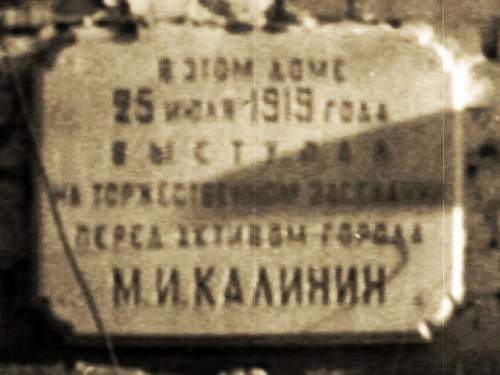 В ЭТОМ ДОМЕ
25 ИЮЛЯ 1919 ГОДА
ВЫСТУПАЛ
НА ТОРЖЕСТВЕННОМ ЗАСЕДАНИИ
ПЕРЕД АКТИВОМ ГОРОДА
М.И.КАЛИНИН